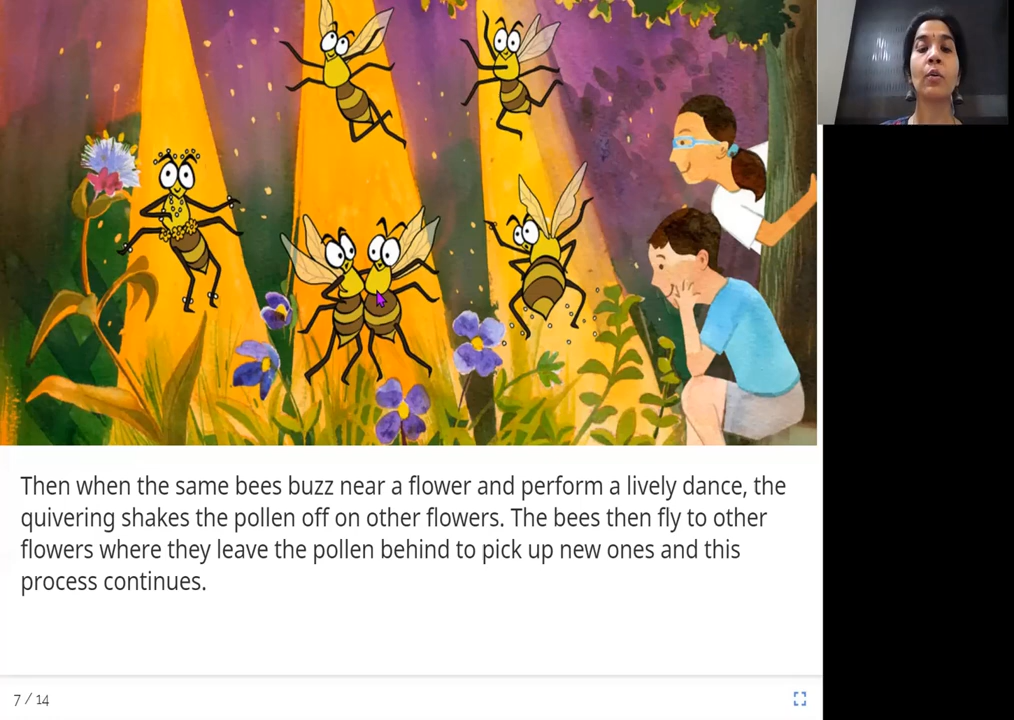 Then when the same bees buzz near a flower and perform a lively dance, the
quivering shakes the pollen off on other flowers. The bees then fly to other
flowers where they leave the pollen behind to pick up new ones and this
process continues.
7 / 14